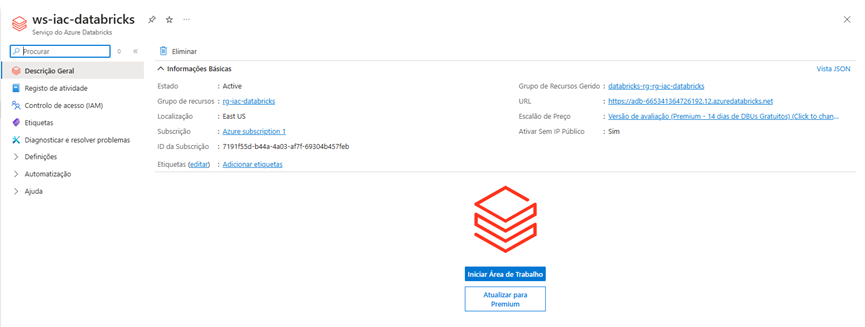 ws-iac-databricks
Serviço do Azure Databricks
Procurar
Eliminar
Descrição Geral
Registo de atividade
Controlo de acesso (IAM)
Etiquetas
Diagnosticar e resolver problemas
Definições
Automatização
Ajuda
Informações Básicas
Vista JSON
Estado : Active
Grupo de recursos : rg-iac-databricks
Localização : East US
Subscrição : Azure subscription 1
ID da Subscrição : 7191f55d-b44a-4a03-af7f-69304b457feb
Etiquetas (editar) : Adicionar etiquetas
Grupo de Recursos Gerido : databricks-rg-rg-iac-databricks
URL : https://adb-665341364726192.12.azuredatabricks.net
Escalão de Preço : Versão de avaliação (Premium - 14 dias de DBUs Gratuitos) (Click to chan...
Ativar Sem IP Público : Sim
Iniciar Área de Trabalho
Atualizar para
Premium